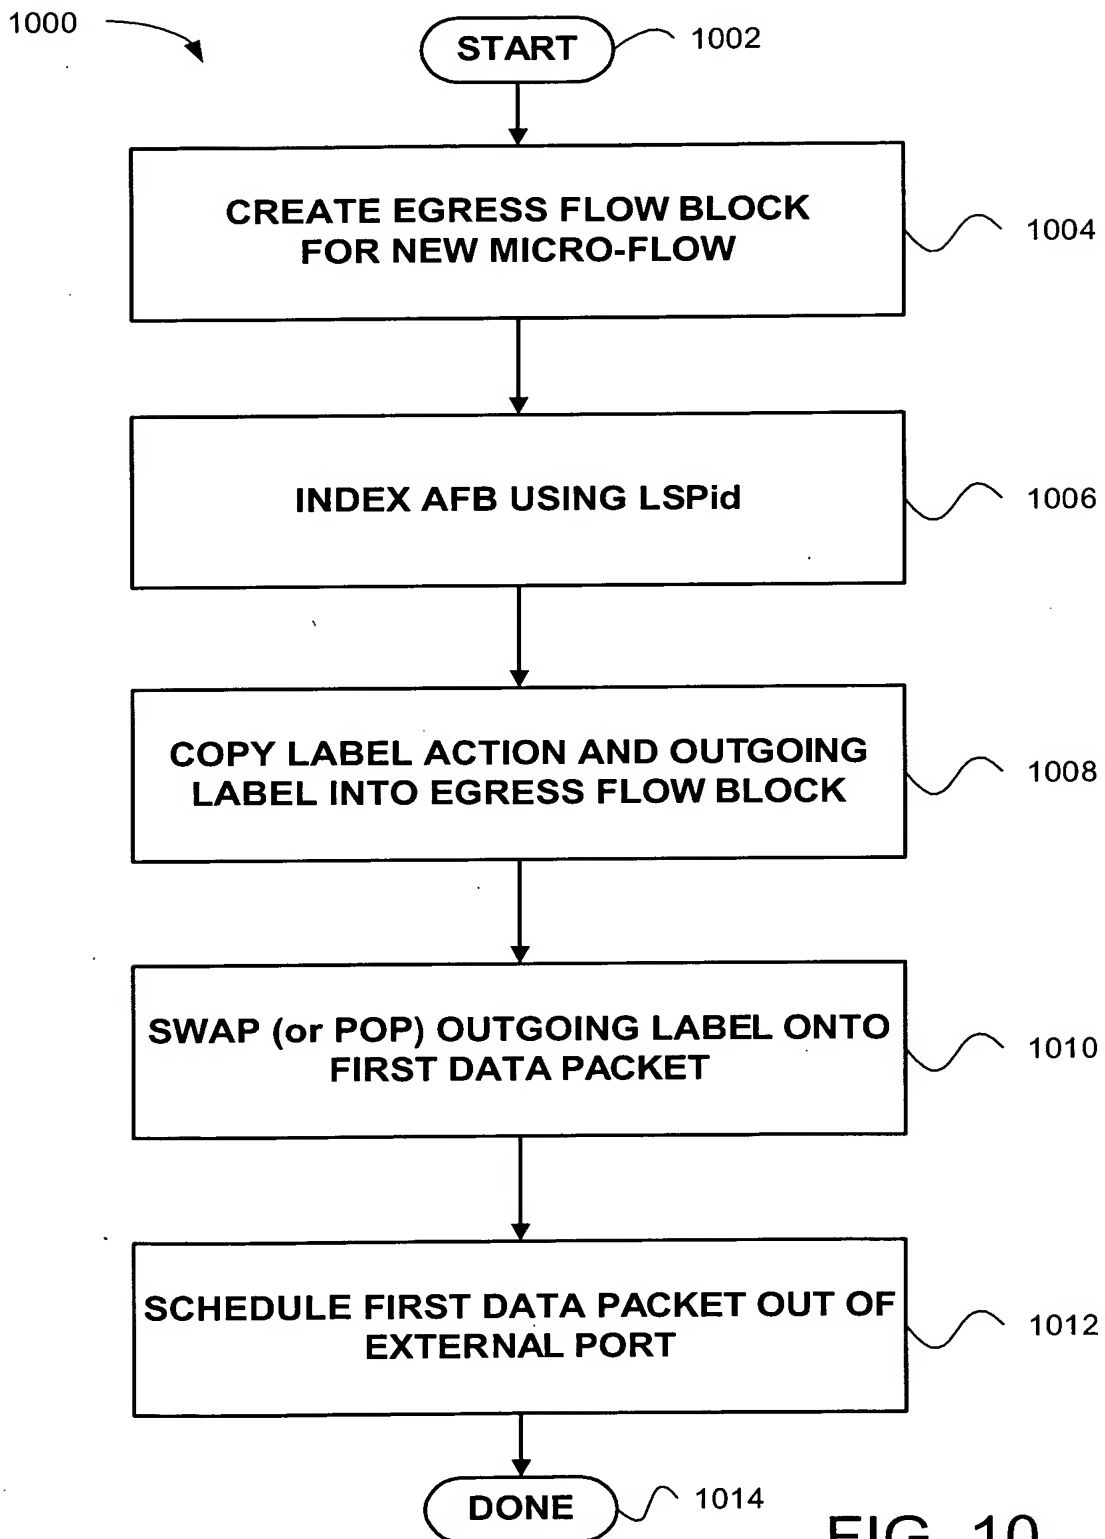 1000
START
1002
CREATE EGRESS FLOW BLOCK
FOR NEW MICRO-FLOW
1004
INDEX AFB USING LSPid
1006
COPY LABEL ACTION AND OUTGOING
LABEL INTO EGRESS FLOW BLOCK
1008
SWAP (or POP) OUTGOING LABEL ONTO
FIRST DATA PACKET
1010
SCHEDULE FIRST DATA PACKET OUT OF
EXTERNAL PORT
1012
DONE
1014
FIG. 10